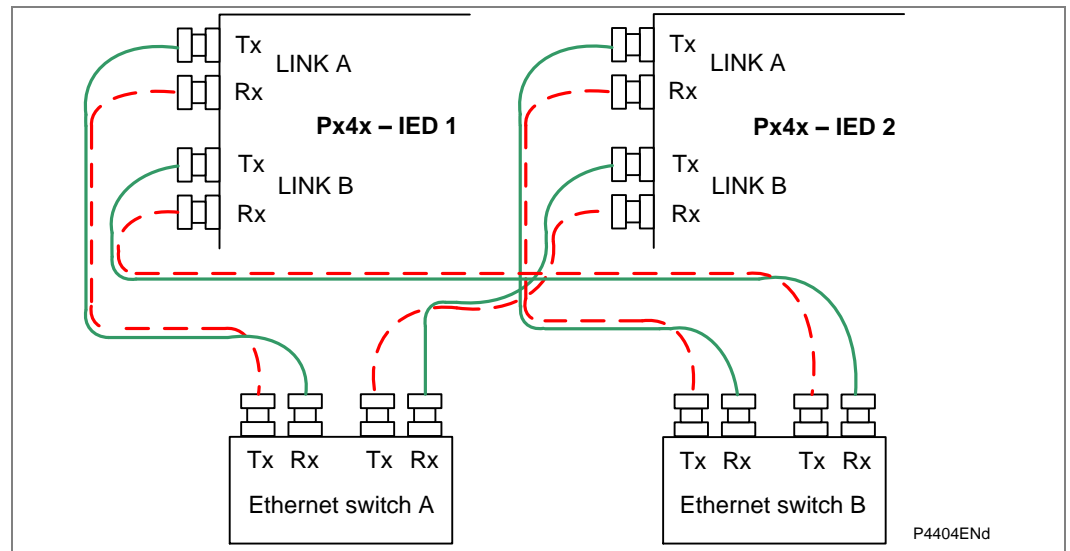 Tx
LINK A
Rx
Px4x – IED 1
Tx
LINK B
Rx
Tx
LINK A
Rx
Px4x – IED 2
Tx
LINK B
Rx
Tx Rx Tx Rx
Ethernet switch A
Tx Rx Tx Rx
Ethernet switch B
P4404ENd